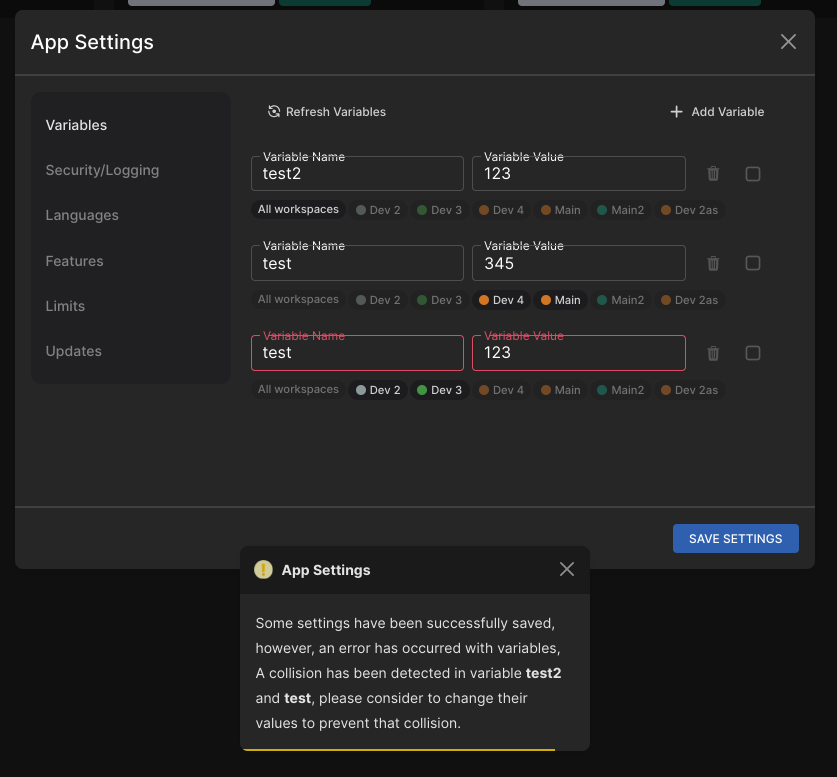 App Settings
Variables
Security/Logging
Languages
Features
Limits
Updates
Refresh Variables
Add Variable
Variable Name
Variable Value
test2
123
All workspaces Dev 2 Dev 3 Dev 4 Main Main2 Dev 2as
Variable Name
Variable Value
test
345
All workspaces Dev 2 Dev 3 Dev 4 Main Main2 Dev 2as
Variable Name
Variable Value
test
123
All workspaces Dev 2 Dev 3 Dev 4 Main Main2 Dev 2as
SAVE SETTINGS
App Settings
Some settings have been successfully saved,
however, an error has occurred with variables,
A collision has been detected in variable test2
and test, please consider to change their
values to prevent that collision.